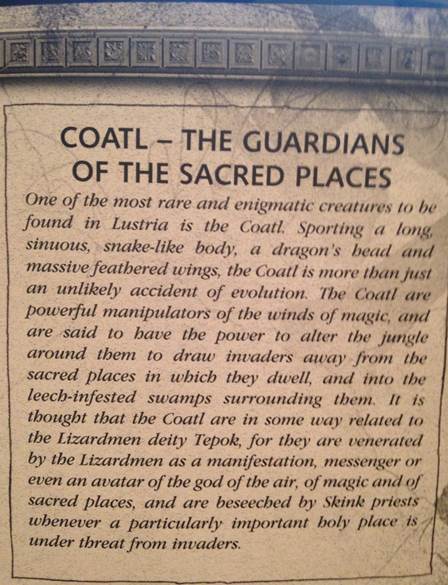 COATL – THE GUARDIANS
OF THE SACRED PLACES
One of the most rare and enigmatic creatures to be
found in Lustria is the Coatl. Sporting a long,
sinuous, snake-like body, a dragon's head and
massive feathered wings, the Coatl is more than just
an unlikely accident of evolution. The Coatl are
powerful manipulators of the winds of magic, and
are said to have the power to alter the jungle
around them to draw invaders away from the
sacred places in which they dwell, and into the
leech-infested swamps surrounding them. It is
thought that the Coatl are in some way related to
the Lizardmen deity Tepok, for they are venerated
by the Lizardmen as a manifestation, messenger or
even an avatar of the god of the air, of magic and of
sacred places, and are beseeched by Skink priests
whenever a particularly important holy place is
under threat from invaders.